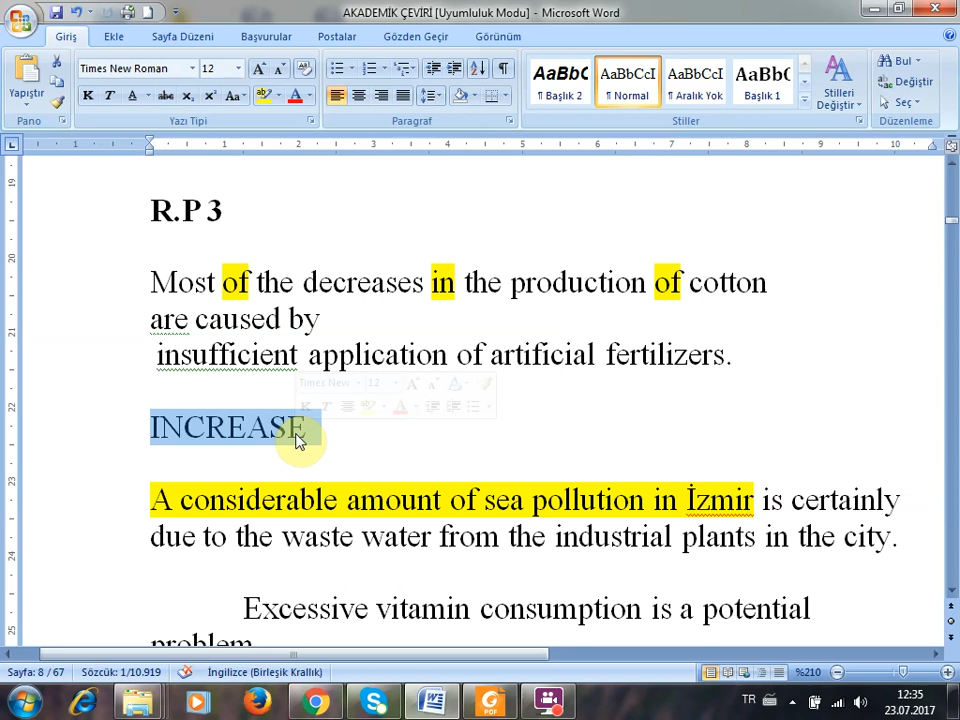 AKADEMİK ÇEVİRİ [Uyumluluk Modu] - Microsoft Word
Giriş Ekle Sayfa Düzeni Başvurular Postalar Gözden Geçir Görünüm
Yapıştır
Times New Roman 12
AaBbC AaBbCcI AaBbCcI AaBbC
¶ Başlık 2 ¶ Normal ¶ Aralık Yok ¶ Başlık 1
Stilleri Değiştir
Bul
Değiştir
Seç
Pano Yazı Tipi Paragraf Stiller Düzenleme
R.P 3
Most of the decreases in the production of cotton
are caused by
insufficient application of artificial fertilizers.
Times New 12
INCREASE
A considerable amount of sea pollution in İzmir is certainly
due to the waste water from the industrial plants in the city.
Excessive vitamin consumption is a potential
problem
Sayfa: 8 / 67 Sözcük: 1/10.919 İngilizce (Birleşik Krallık) %210
TR 12:35
23.07.2017